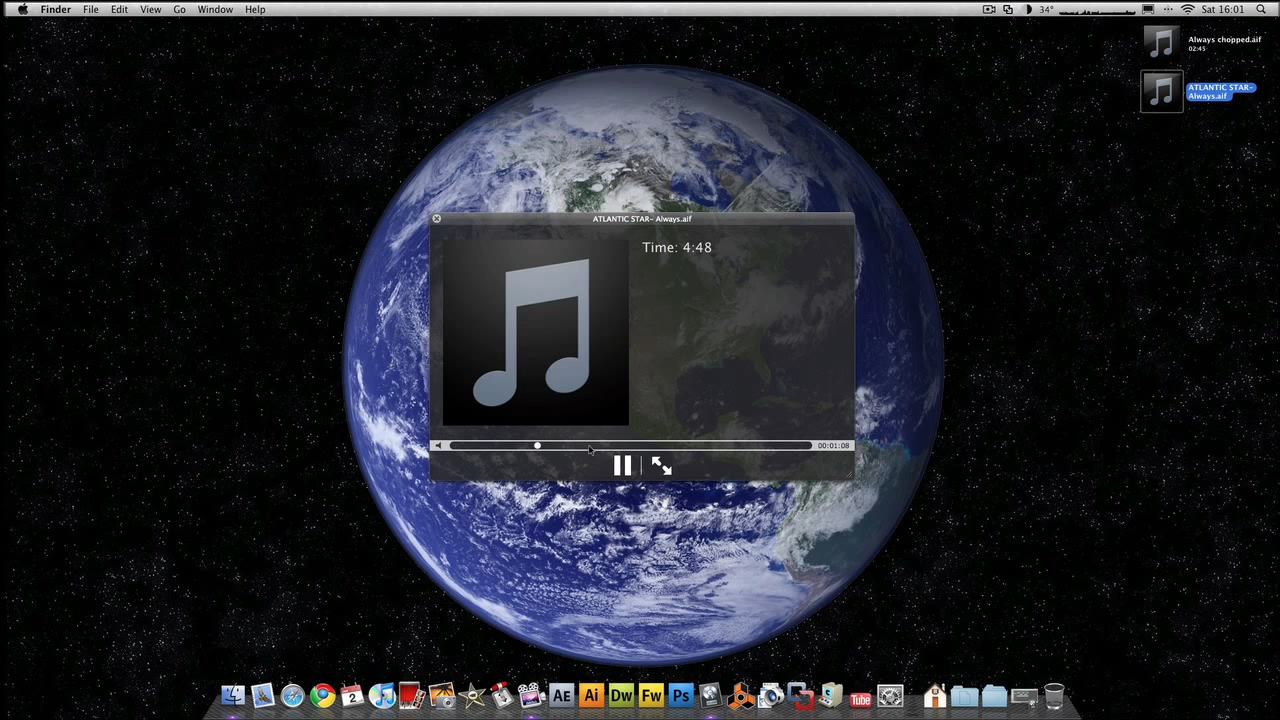 Finder File Edit View Go Window Help 34° Sat 16:01
Always chopped.aif
02:45
ATLANTIC STAR-
Always.aif
ATLANTIC STAR- Always.aif
Time: 4:48
00:01:08
2
AE Ai Dw Fw Ps
Tube